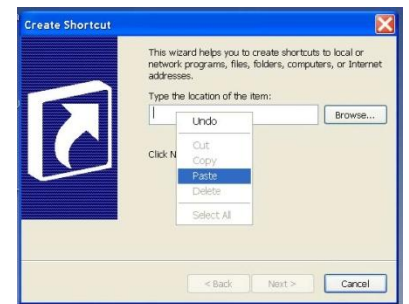 Create Shortcut
This wizard helps you to create shortcuts to local or
network programs, files, folders, computers, or Internet
addresses.
Type the location of the item:
Browse...
Undo
Cut
Click N
Copy
Paste
Delete
Select All
< Back
Next >
Cancel